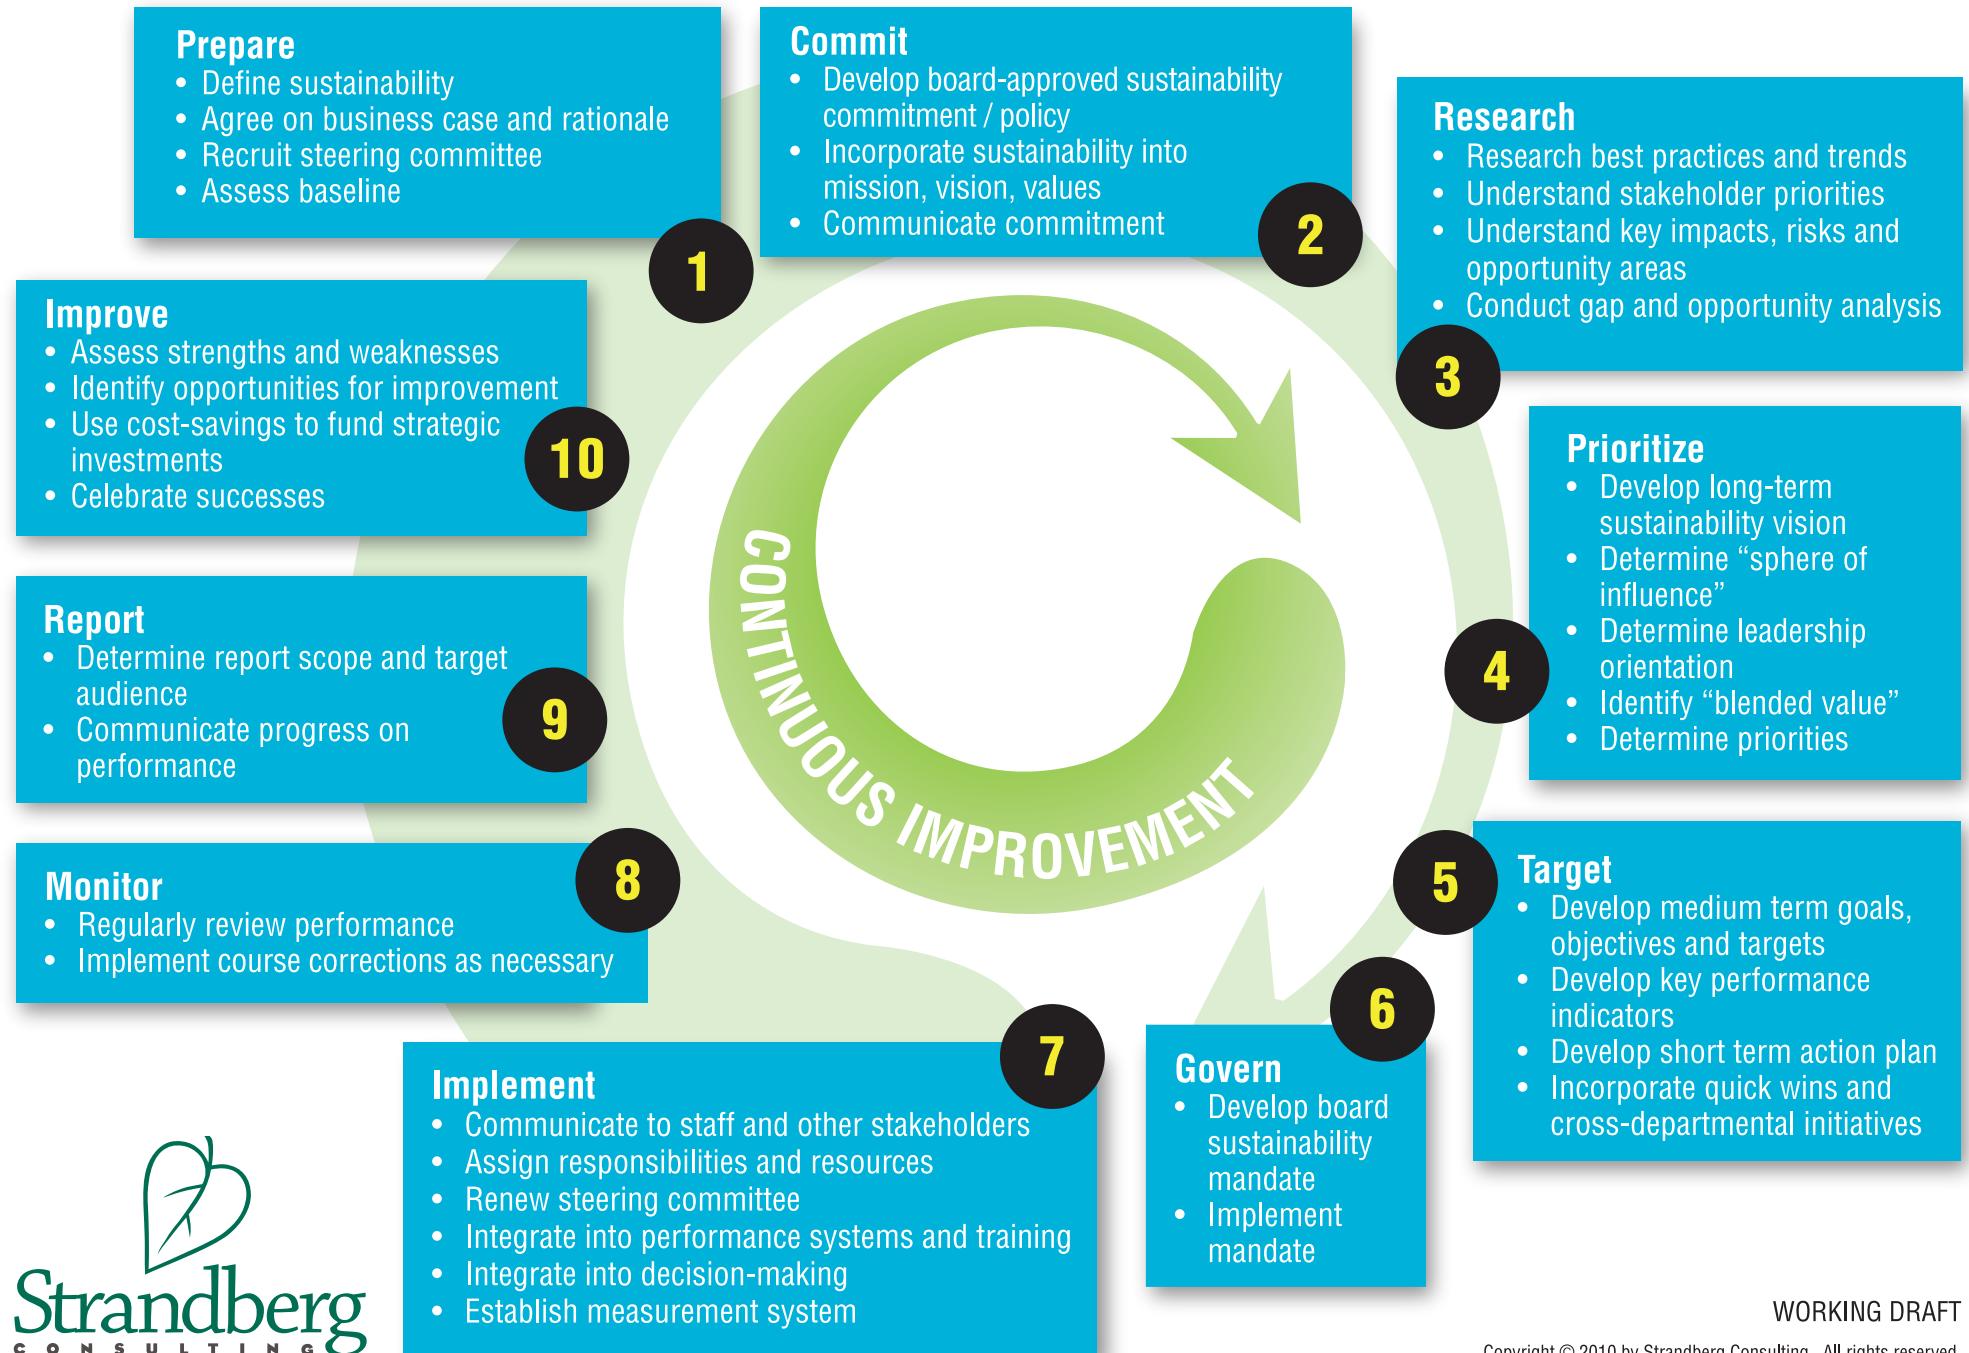 Prepare
• Define sustainability
• Agree on business case and rationale
• Recruit steering committee
• Assess baseline
1
Commit
• Develop board-approved sustainability
commitment / policy
• Incorporate sustainability into
mission, vision, values
• Communicate commitment
2
Research
• Research best practices and trends
• Understand stakeholder priorities
• Understand key impacts, risks and
opportunity areas
• Conduct gap and opportunity analysis
3
Prioritize
• Develop long-term
sustainability vision
• Determine “sphere of
influence”
• Determine leadership
orientation
• Identify “blended value”
• Determine priorities
4
Target
• Develop medium term goals,
objectives and targets
• Develop key performance
indicators
• Develop short term action plan
• Incorporate quick wins and
cross-departmental initiatives
5
Govern
• Develop board
sustainability
mandate
• Implement
mandate
6
Implement
• Communicate to staff and other stakeholders
• Assign responsibilities and resources
• Renew steering committee
• Integrate into performance systems and training
• Integrate into decision-making
• Establish measurement system
7
Monitor
• Regularly review performance
• Implement course corrections as necessary
8
Report
• Determine report scope and target
audience
• Communicate progress on
performance
9
Improve
• Assess strengths and weaknesses
• Identify opportunities for improvement
• Use cost-savings to fund strategic
investments
• Celebrate successes
10
CONTINUOUS IMPROVEMENT
Strandberg
CONSULTING
WORKING DRAFT
Copyright © 2010 by Strandberg Consulting. All rights reserved.